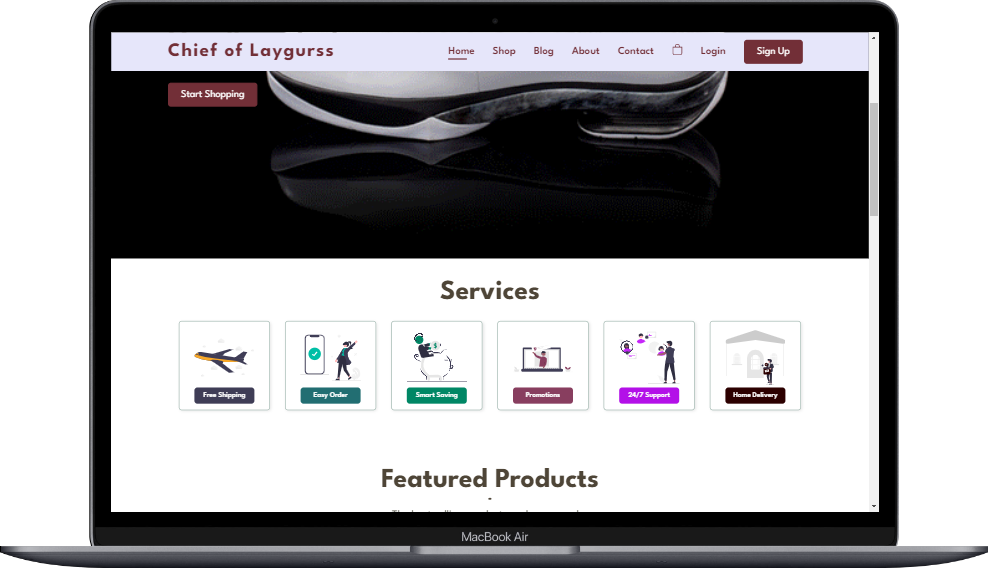 Chief of Laygurss
Home Shop Blog About Contact Login Sign Up
Start Shopping
Services
Free Shipping Easy Order Smart Saving Promotions 24/7 Support Home Delivery
Featured Products
MacBook Air